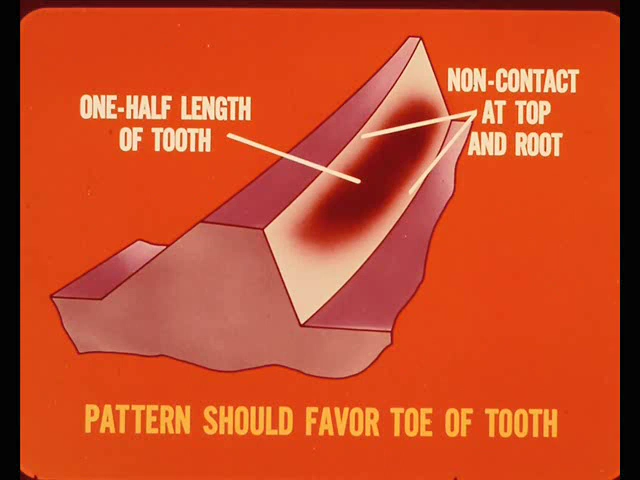 ONE-HALF LENGTH
OF TOOTH
NON-CONTACT
AT TOP
AND ROOT
PATTERN SHOULD FAVOR TOE OF TOOTH